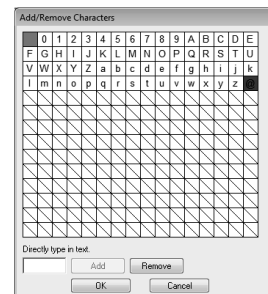 Add/Remove Characters
0 1 2 3 4 5 6 7 8 9 A B C D E
F G H I J K L M N O P Q R S T U
V W X Y Z a b c d e f g h i j k
l m n o p q r s t u v w x y z @
Directly type in text.
Add Remove
OK Cancel